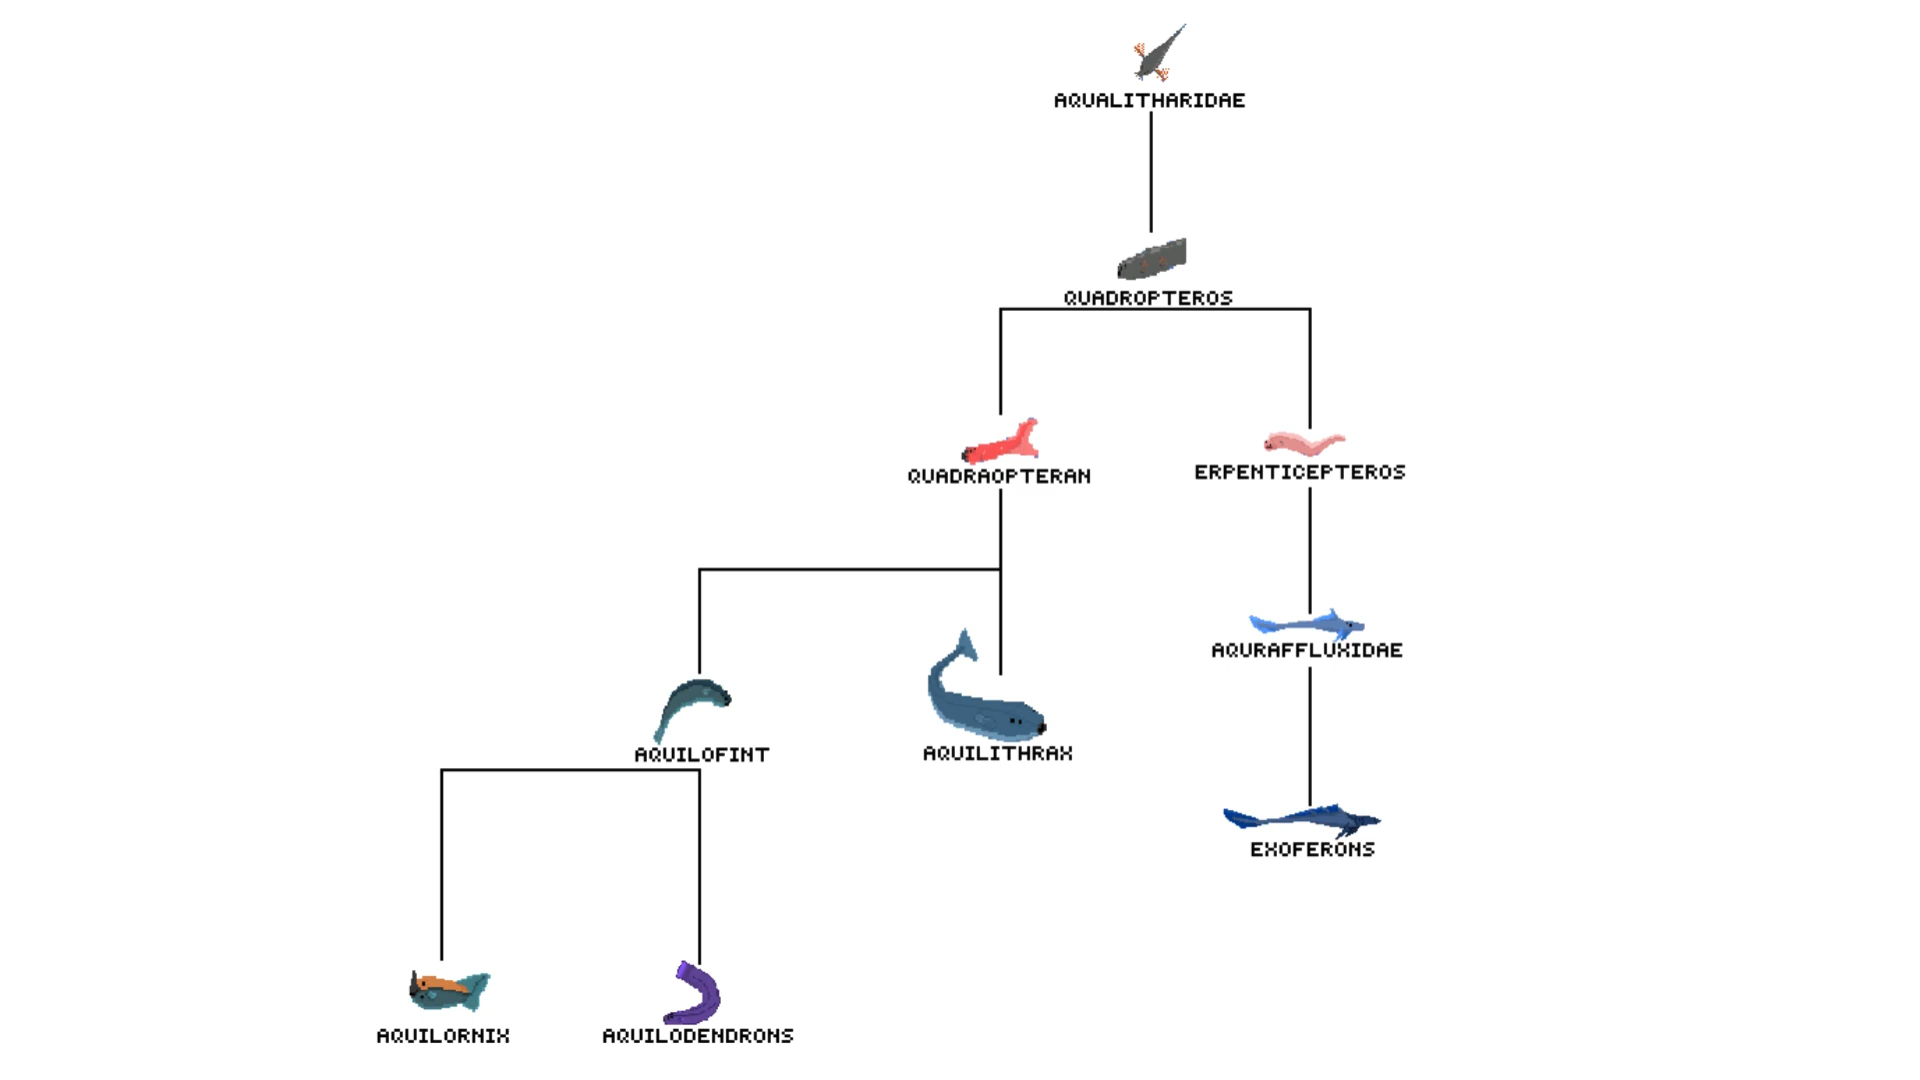 AQUALITHARIDAE
QUADROPTEROS
QUADRAOPTERAN
ERPENTICEPTEROS
AQURAFFLUXIDAE
AQUILOFINT
AQUILITHRAX
EXOFERONS
AQUILORNIX
AQUILODENDRONS